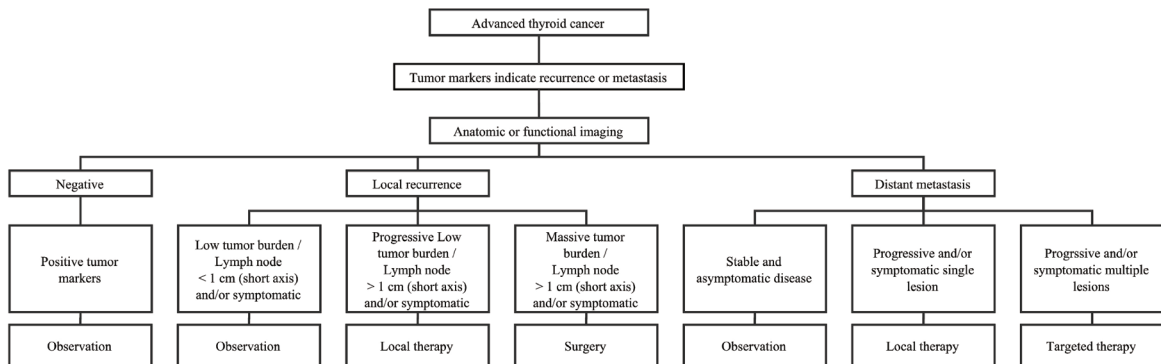 Advanced thyroid cancer
Tumor markers indicate recurrence or metastasis
Anatomic or functional imaging
Negative
Local recurrence
Distant metastasis
Positive tumor
markers
Low tumor burden /
Lymph node
< 1 cm (short axis)
and/or symptomatic
Progressive Low
tumor burden /
Lymph node
> 1 cm (short axis)
and/or symptomatic
Massive tumor
burden /
Lymph node
> 1 cm (short axis)
and/or symptomatic
Stable and
asymptomatic disease
Progressive and/or
symptomatic single
lesion
Progrssive and/or
symptomatic multiple
lesions
Observation
Observation
Local therapy
Surgery
Observation
Local therapy
Targeted therapy